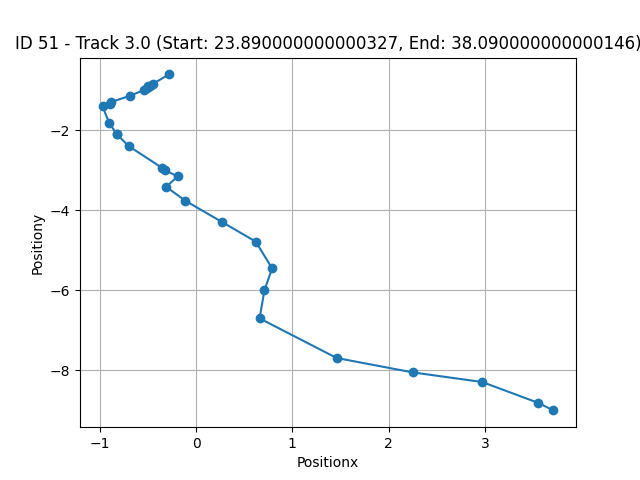 ID 51 - Track 3.0 (Start: 23.890000000000327, End: 38.090000000000146)
Positiony
−2
−4
−6
−8
−1 0 1 2 3
Positionx